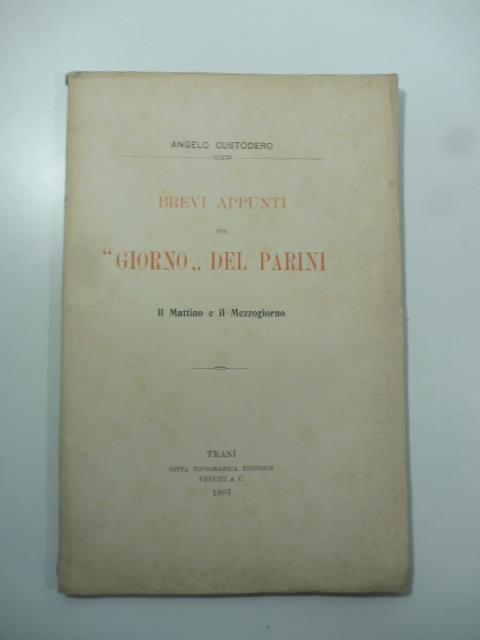 ANGELO CUSTODERO
BREVI APPUNTI
SUL
“GIORNO„ DEL PARINI
Il Mattino e il Mezzogiorno
TRANI
DITTA TIPOGRAFICA EDITRICE
VECCHI e C.
1907